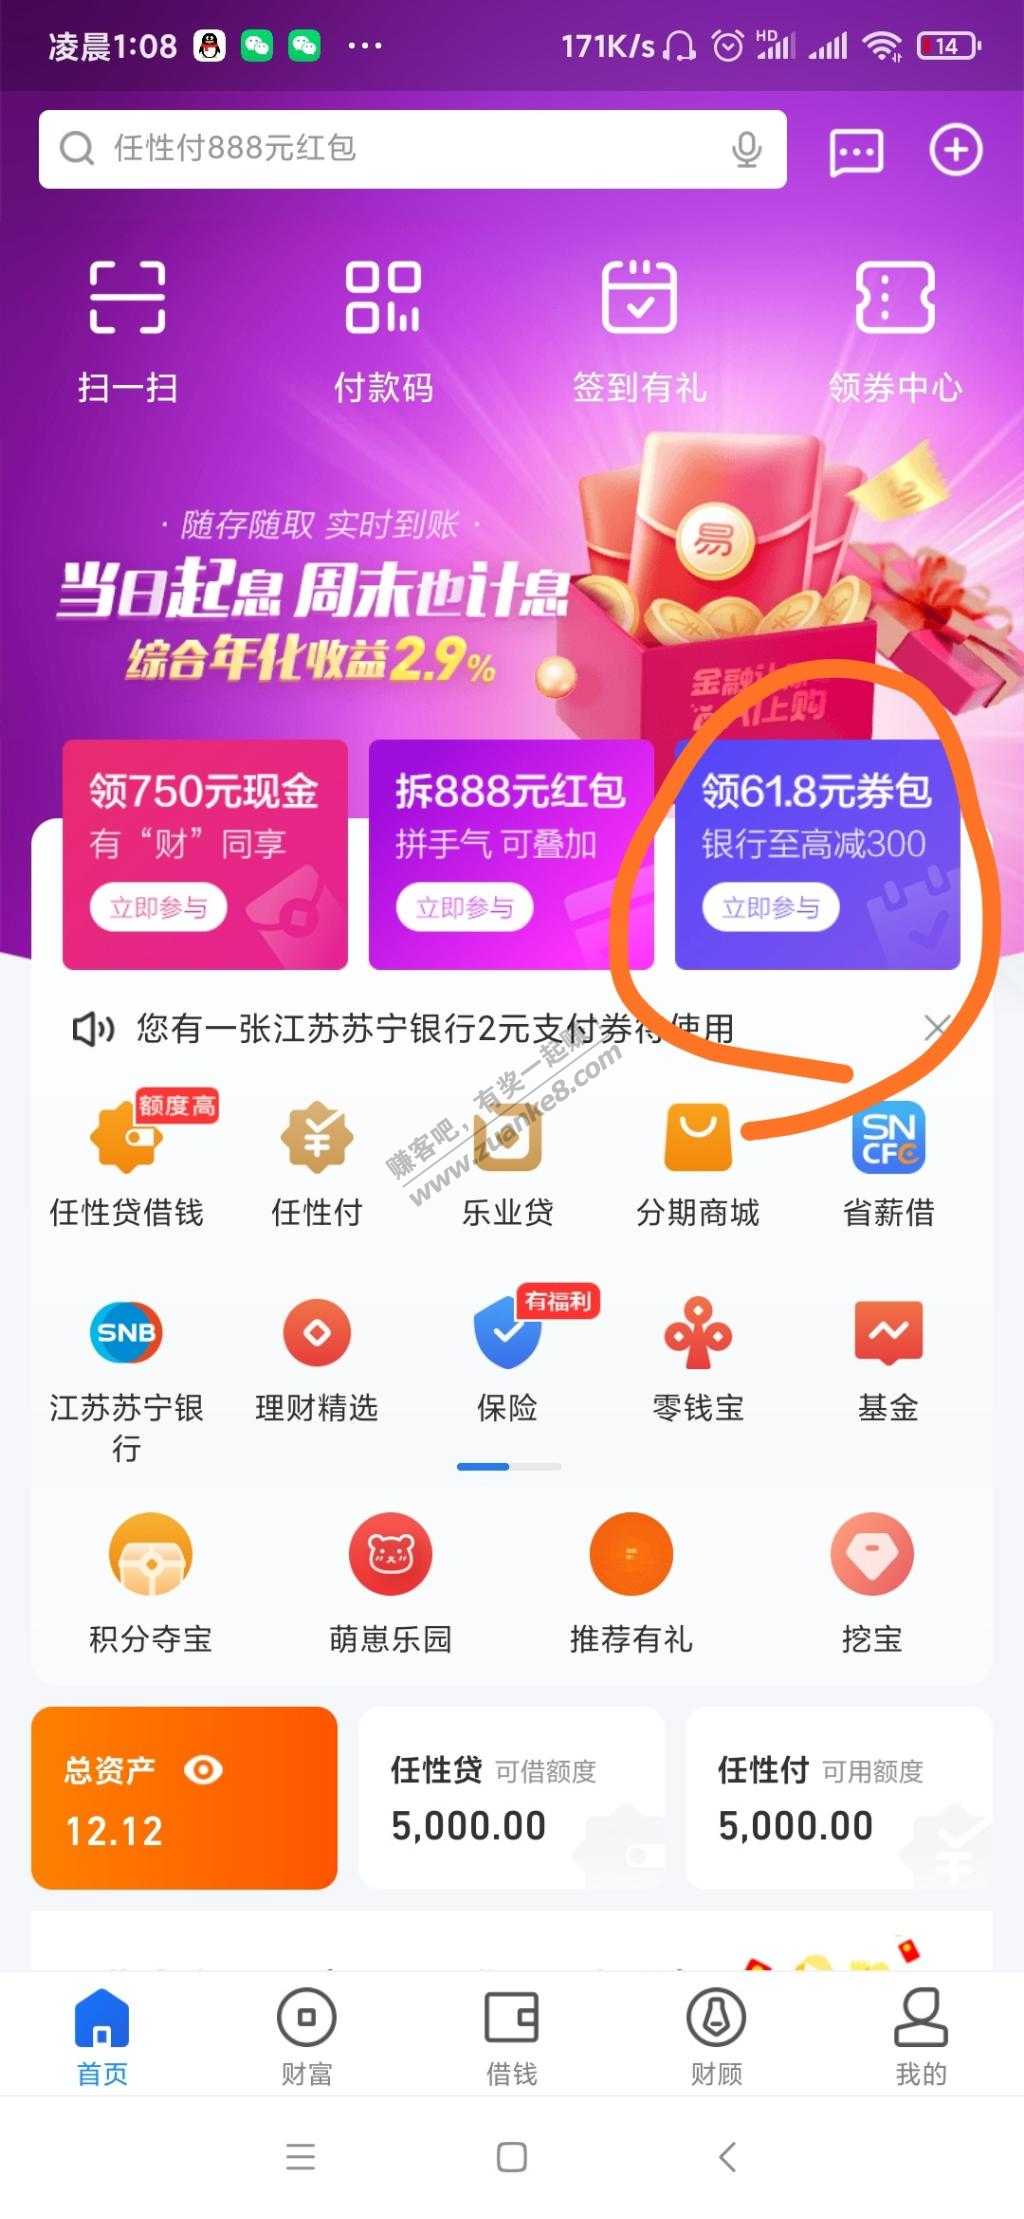 凌晨1:08
171K/s
HD
14
任性付888元红包
扫一扫
付款码
签到有礼
领券中心
· 随存随取 实时到账 ·
当日起息 周末也计息
综合年化收益2.9%
易
领750元现金
有“财”同享
立即参与
拆888元红包
拼手气 可叠加
立即参与
领61.8元券包
银行至高减300
立即参与
您有一张江苏苏宁银行2元支付券待使用
赚客吧，有奖一起赚！
www.zuanke8.com
额度高
任性贷借钱
任性付
乐业贷
分期商城
SN
CFC
省薪借
SNB
江苏苏宁银
行
理财精选
有福利
保险
零钱宝
基金
积分夺宝
萌崽乐园
推荐有礼
挖宝
总资产
12.12
任性贷 可借额度
5,000.00
任性付 可用额度
5,000.00
首页
财富
借钱
财顾
我的